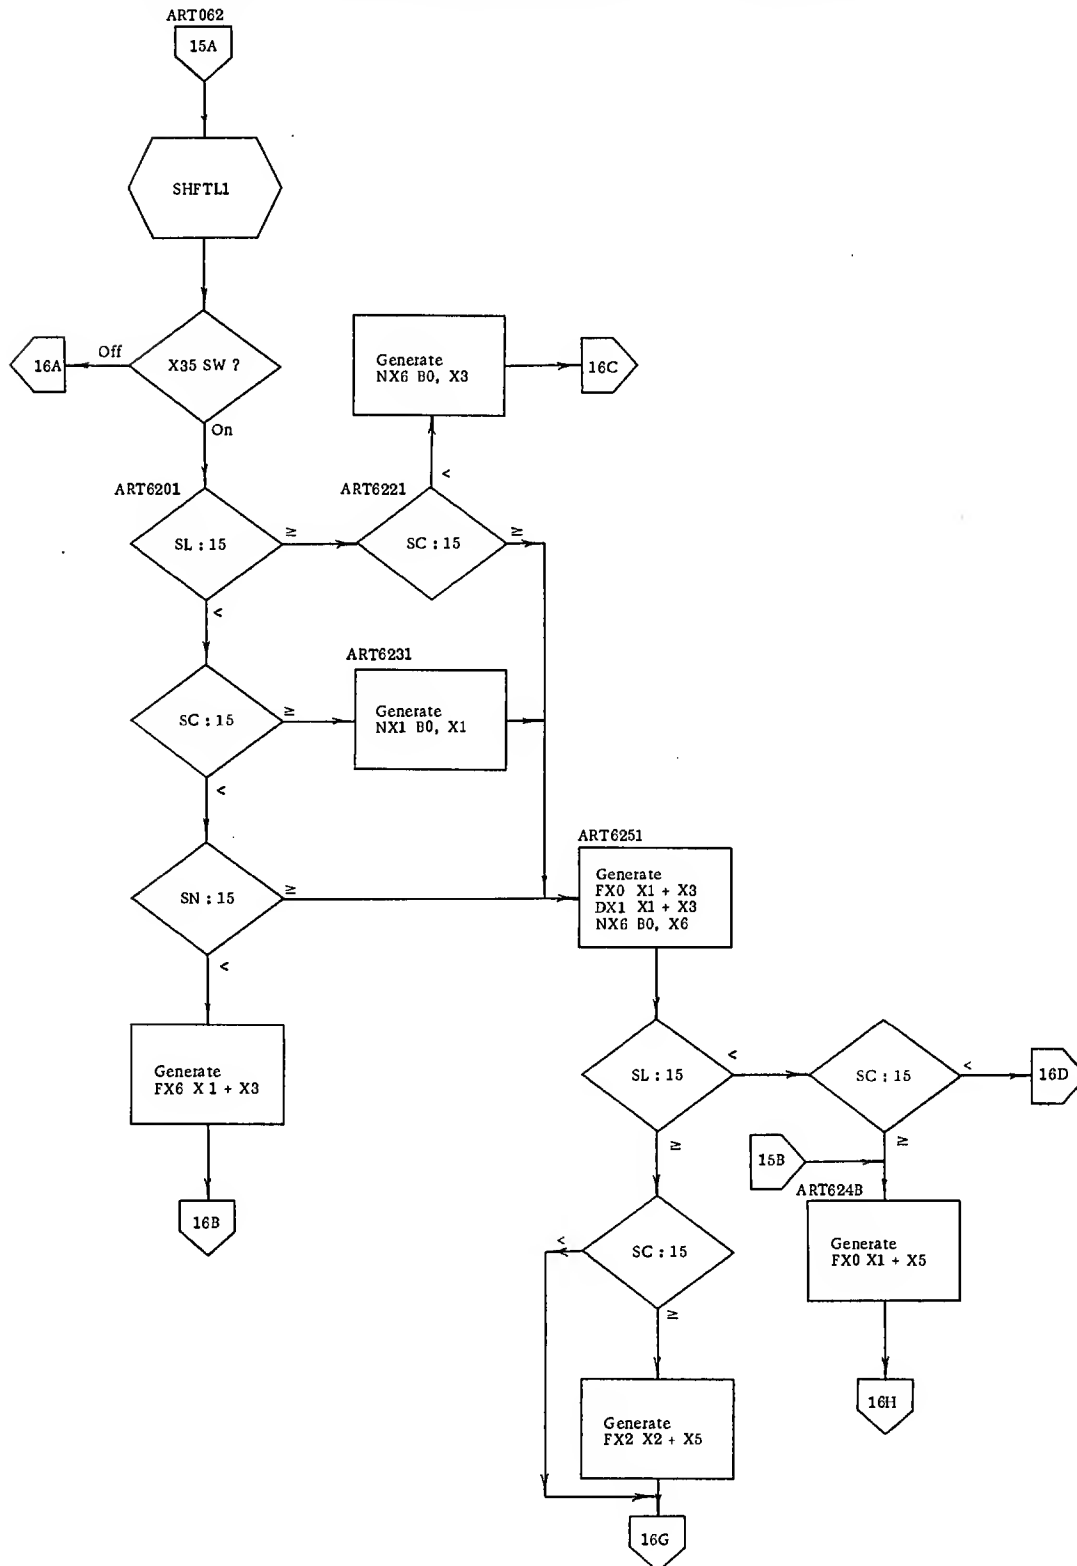 ART062
15A
SHFTL1
X35 SW ?
Off
16A
On
Generate
NX6 B0, X3
16C
<
ART6201
SL : 15
≥
ART6221
SC : 15
≥
<
SC : 15
≥
ART6231
Generate
NX1 B0, X1
<
SN : 15
≥
ART6251
Generate
FX0 X1 + X3
DX1 X1 + X3
NX6 B0, X6
<
Generate
FX6 X 1 + X3
16B
SL : 15
<
SC : 15
<
16D
≥
≥
15B
ART624B
Generate
FX0 X1 + X5
16H
SC : 15
<
≥
Generate
FX2 X2 + X5
16G